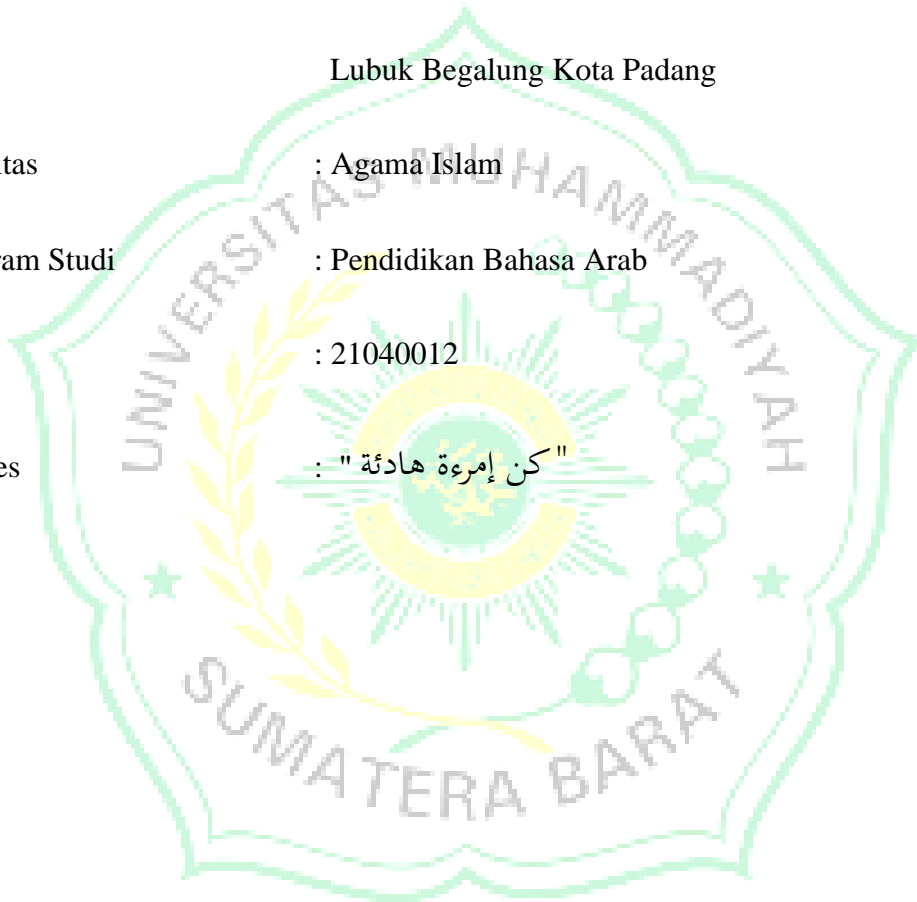 Lubuk Begalung Kota Padang
tas : Agama Islam
ram Studi : Pendidikan Bahasa Arab
: 21040012
es : " كن إمرءة هادئة "
UNIVERSITAS MUHAMMADIYAH
SUMATERA BARAT